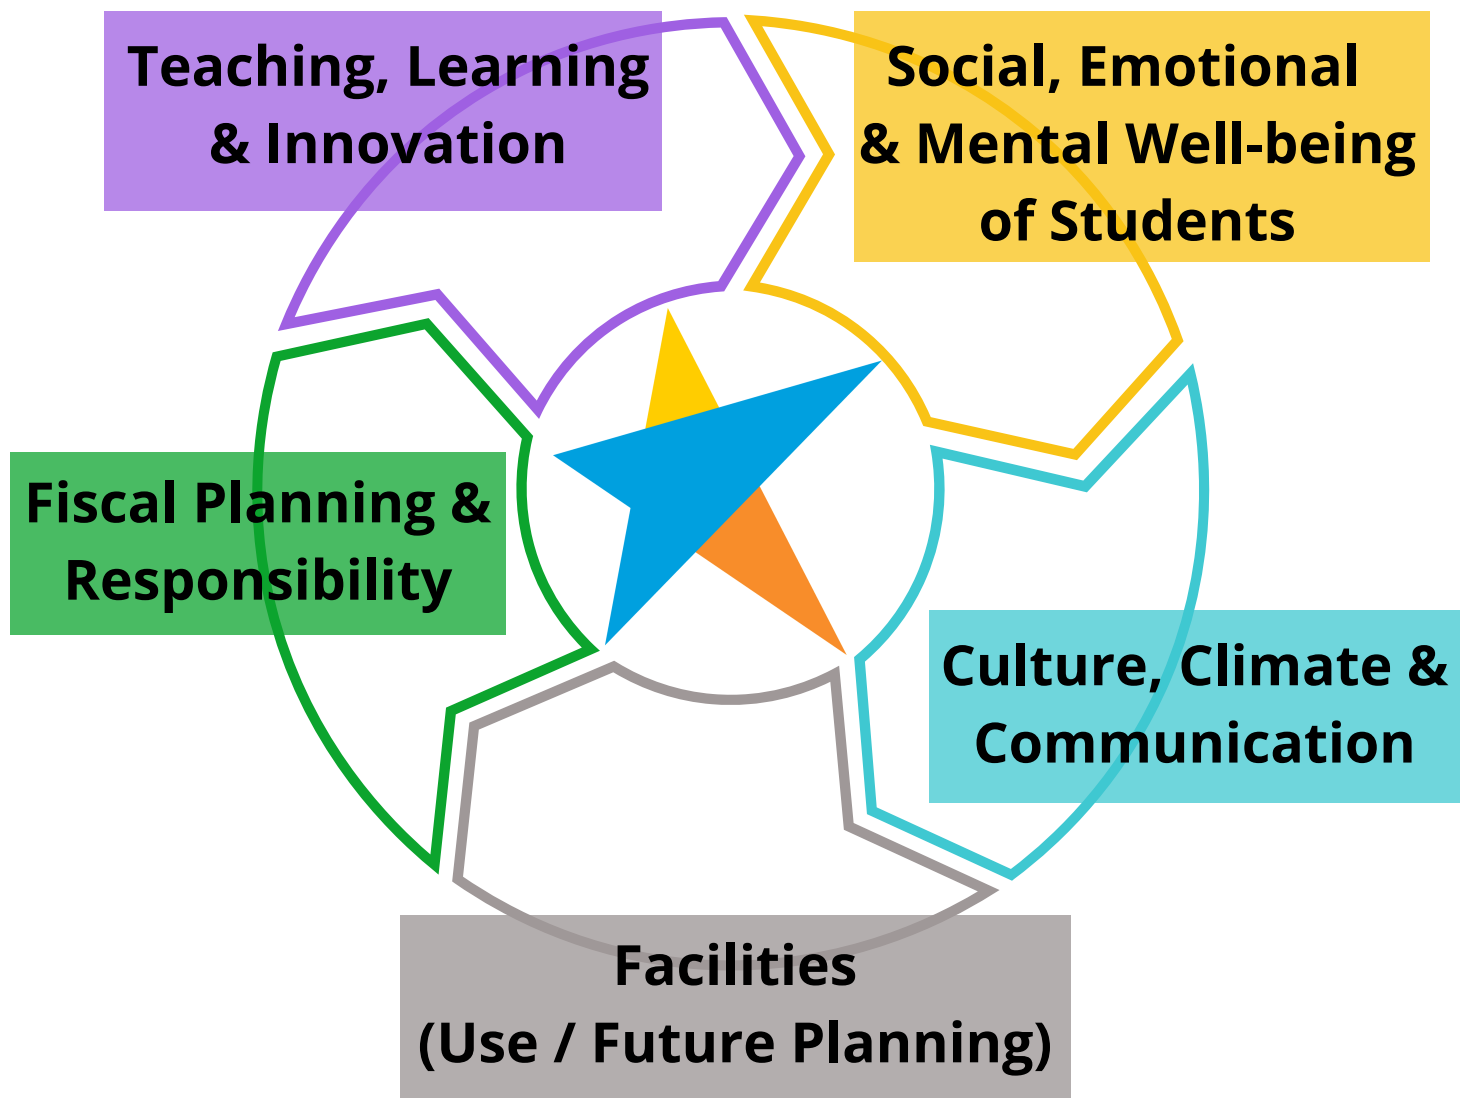 Teaching, Learning
& Innovation
Social, Emotional
& Mental Well-being
of Students
Fiscal Planning &
Responsibility
Culture, Climate &
Communication
Facilities
(Use / Future Planning)